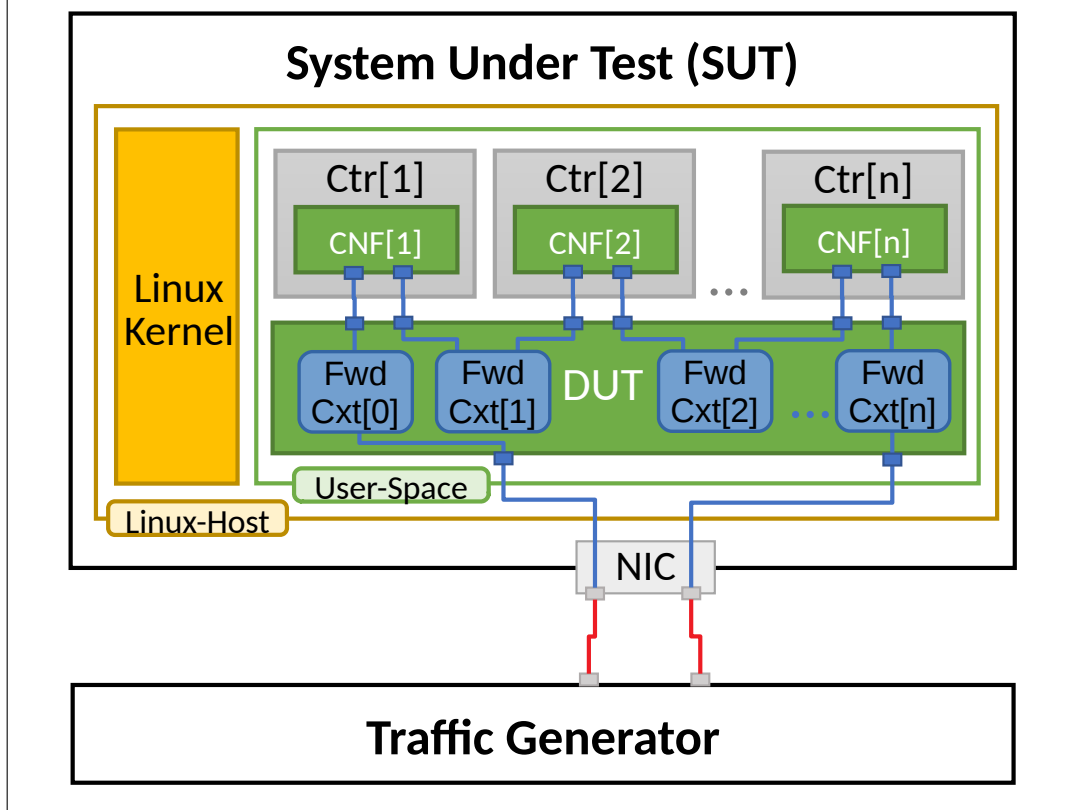 System Under Test (SUT)
Linux
Kernel
Ctr[1]
CNF[1]
Ctr[2]
CNF[2]
...
Ctr[n]
CNF[n]
DUT
Fwd
Cxt[0]
Fwd
Cxt[1]
Fwd
Cxt[2]
...
Fwd
Cxt[n]
User-Space
Linux-Host
NIC
Traffic Generator